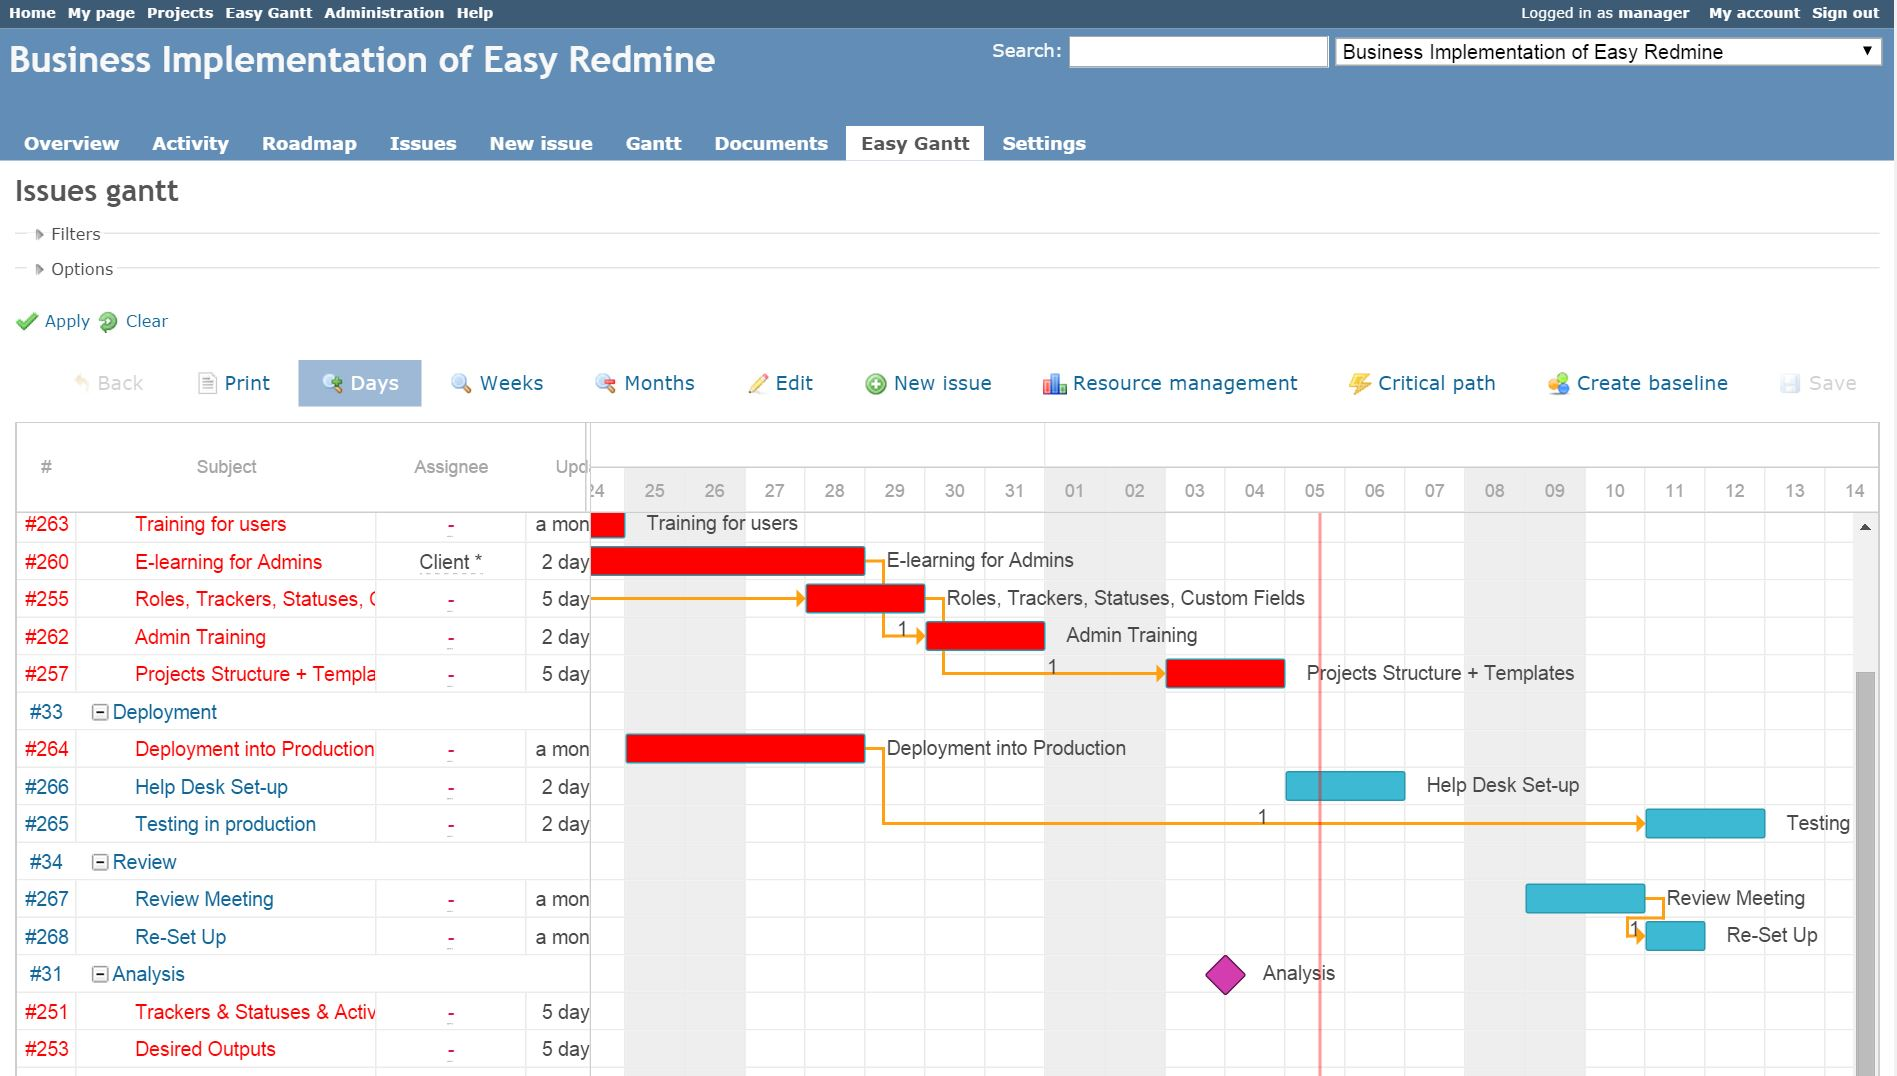 Home My page Projects Easy Gantt Administration Help Logged in as manager My account Sign out
Business Implementation of Easy Redmine Search: Business Implementation of Easy Redmine
Overview Activity Roadmap Issues New issue Gantt Documents Easy Gantt Settings
Issues gantt
Filters
Options
Apply Clear
Back Print Days Weeks Months Edit New issue Resource management Critical path Create baseline Save
# Subject Assignee Upd
24 25 26 27 28 29 30 31 01 02 03 04 05 06 07 08 09 10 11 12 13 14
#263 Training for users - a mon Training for users
#260 E-learning for Admins Client * 2 day E-learning for Admins
#255 Roles, Trackers, Statuses, C - 5 day Roles, Trackers, Statuses, Custom Fields
#262 Admin Training - 2 day 1 Admin Training
#257 Projects Structure + Templa - 5 day 1 Projects Structure + Templates
#33 Deployment
#264 Deployment into Production - a mon Deployment into Production
#266 Help Desk Set-up - 2 day Help Desk Set-up
#265 Testing in production - 2 day 1 Testing
#34 Review
#267 Review Meeting - a mon Review Meeting
#268 Re-Set Up - a mon 1 Re-Set Up
#31 Analysis Analysis
#251 Trackers & Statuses & Activ - 5 day
#253 Desired Outputs - 5 day